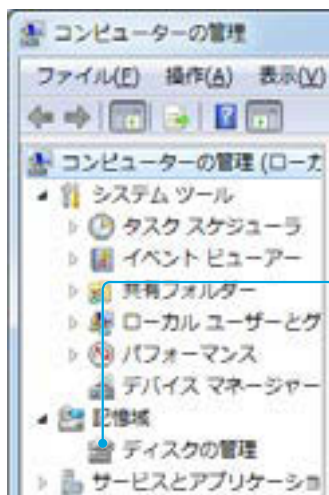 コンピューターの管理
ファイル(F) 操作(A) 表示(V)
コンピューターの管理 (ローカ
システム ツール
タスク スケジューラ
イベント ビューアー
共有フォルダー
ローカル ユーザーとグ
パフォーマンス
デバイス マネージャー
記憶域
ディスクの管理
サービスとアプリケーショ